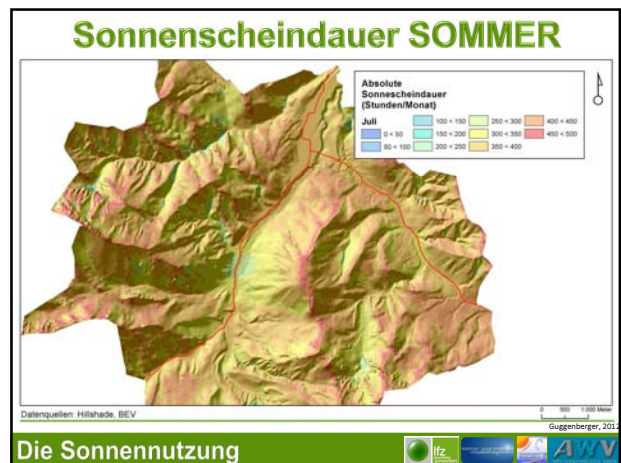 Sonnenscheindauer SOMMER
Absolute
Sonnescheindauer
(Stunden/Monat)
Juli
0 < 50
50 < 100
100 < 150
150 < 200
200 < 250
250 < 300
300 < 350
350 < 400
400 < 450
450 < 500
Datenquellen: Hillshade, BEV
0 500 1.000 Meter
Guggenberger, 2012
Die Sonnennutzung
lfz
AWV